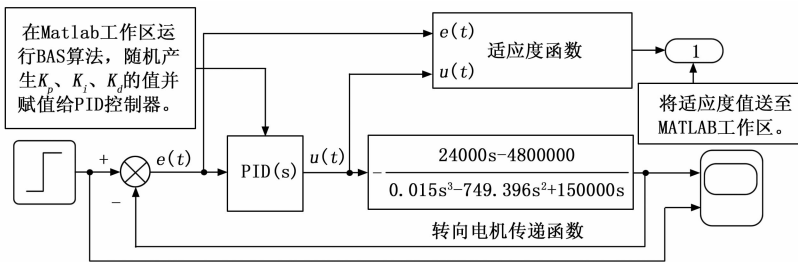 在Matlab工作区运
行BAS算法，随机产
生Kp、Ki、Kd的值并
赋值给PID控制器。
e(t)
u(t)
适应度函数
1
将适应度值送至
MATLAB工作区。
+
−
e(t)
PID(s)
u(t)
−
24000s−4800000
0.015s³−749.396s²+150000s
转向电机传递函数